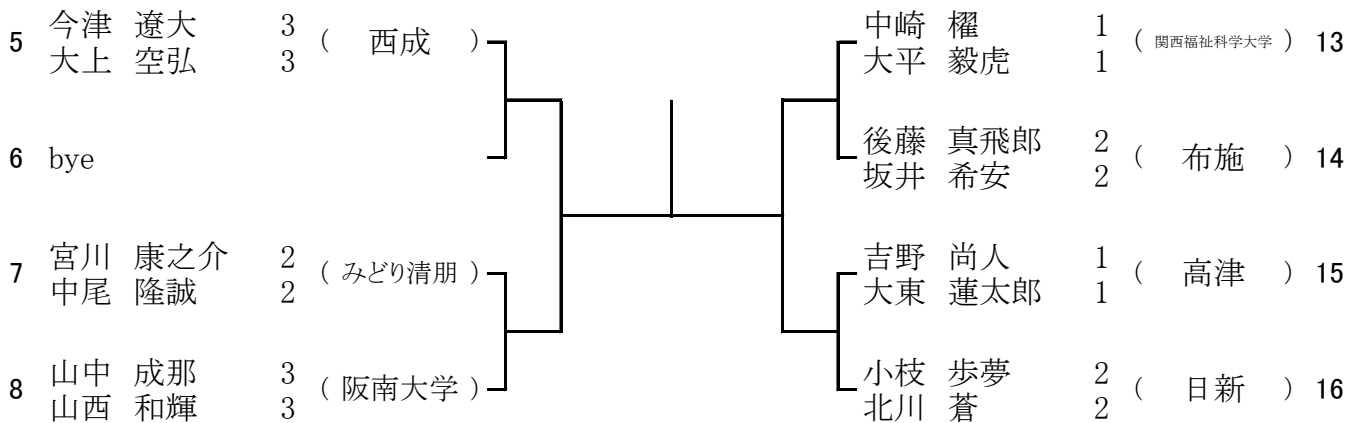 5 今津 遼大 3 ( 西成 )
大上 空弘 3
6 bye
7 宮川 康之介 2 ( みどり清朋 )
中尾 隆誠 2
8 山中 成那 3 ( 阪南大学 )
山西 和輝 3
中崎 櫂 1 ( 関西福祉科学大学 ) 13
大平 毅虎 1
後藤 真飛郎 2 ( 布施 ) 14
坂井 希安 2
吉野 尚人 1 ( 高津 ) 15
大東 蓮太郎 1
小枝 歩夢 2 ( 日新 ) 16
北川 蒼 2